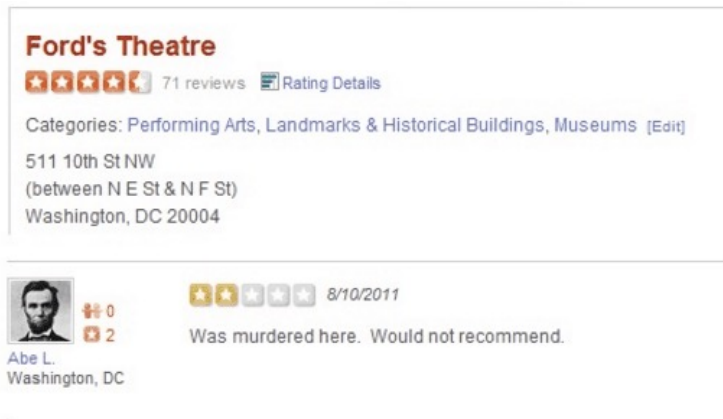 Ford's Theatre
71 reviews Rating Details
Categories: Performing Arts, Landmarks & Historical Buildings, Museums [Edit]
511 10th St NW
(between N E St & N F St)
Washington, DC 20004
8/10/2011
0
2
Was murdered here. Would not recommend.
Abe L.
Washington, DC